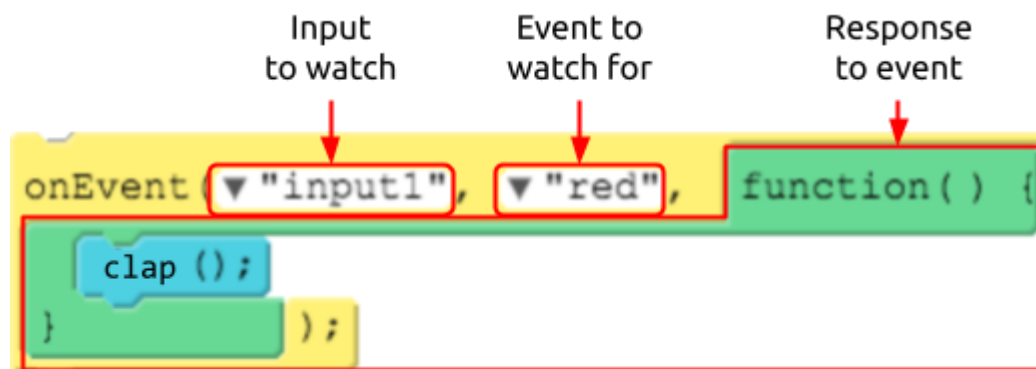 Input
to watch
Event to
watch for
Response
to event
onEvent(▼"input1", ▼"red", function() {
clap ();
} );